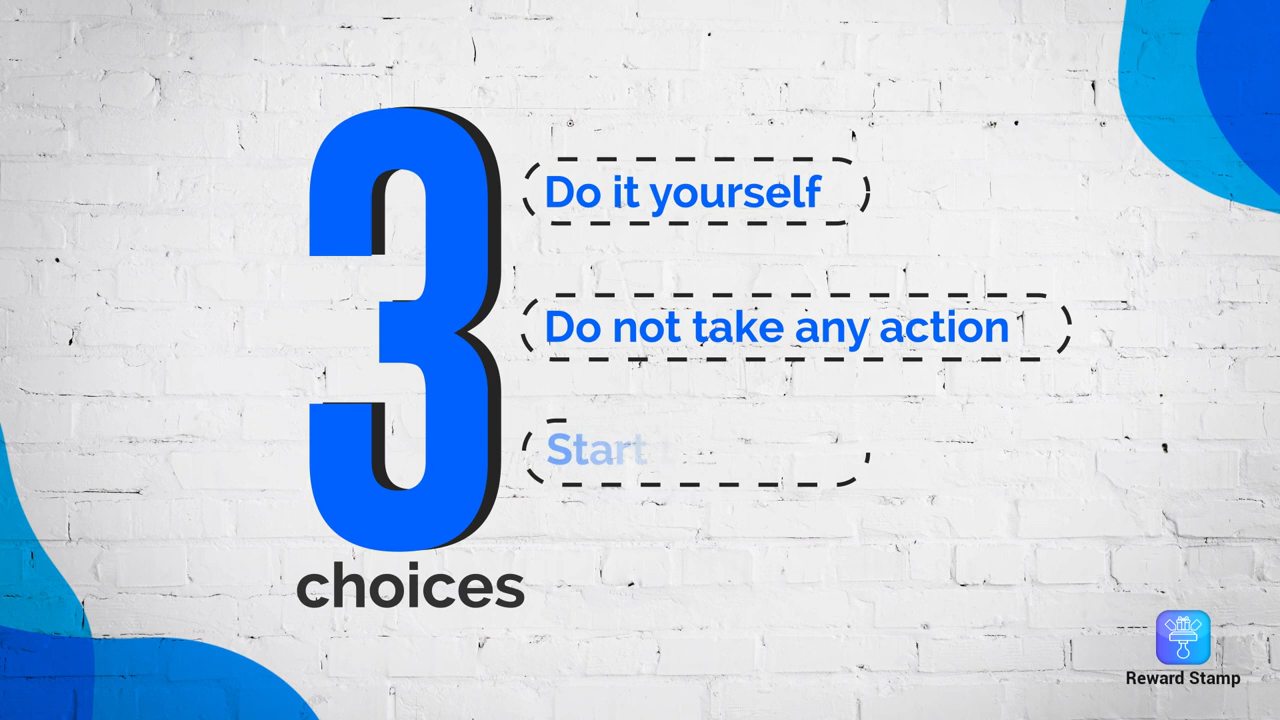 3
choices
Do it yourself
Do not take any action
Start
Reward Stamp